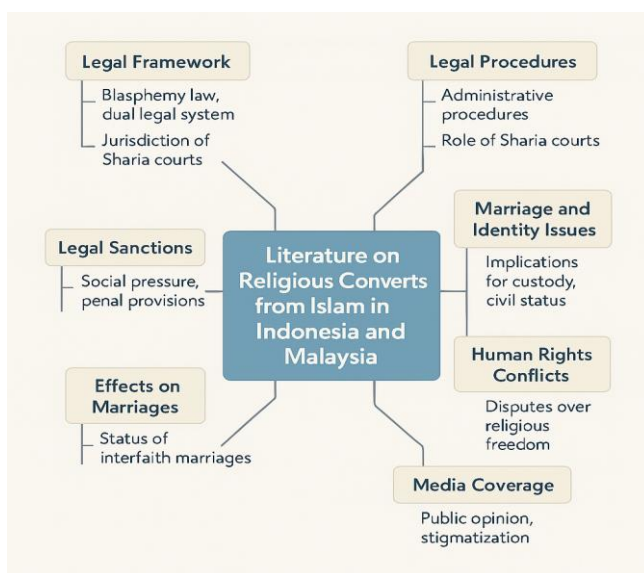 Legal Framework
Blasphemy law,
dual legal system
Jurisdiction of
Sharia courts
Legal Procedures
Administrative
procedures
Role of Sharia courts
Legal Sanctions
Social pressure,
penal provisions
Literature on
Religious Converts
from Islam in
Indonesia and
Malaysia
Marriage and
Identity Issues
Implications
for custody,
civil status
Human Rights
Conflicts
Disputes over
religious
freedom
Effects on
Marriages
Status of
interfaith marriages
Media Coverage
Public opinion,
stigmatization